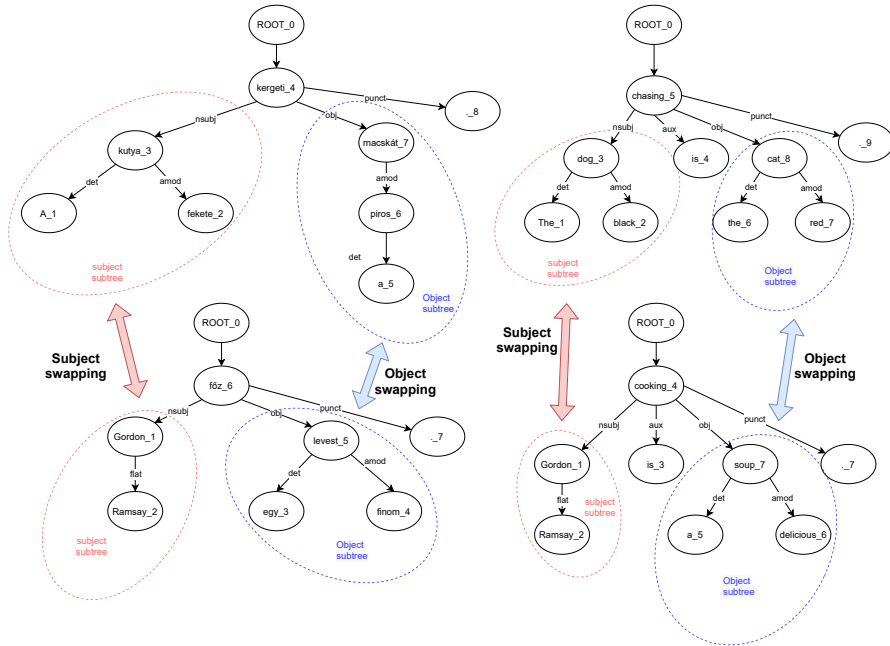 ROOT_0
kergeti_4
punct
._8
nsubj
obj
kutya_3
macskát_7
det
amod
amod
A_1
fekete_2
piros_6
det
a_5
subject
subtree
Object
subtree
ROOT_0
chasing_5
punct
._9
nsubj
aux
obj
dog_3
is_4
cat_8
det
amod
det
amod
The_1
black_2
the_6
red_7
subject
subtree
Object
subtree
Subject
swapping
Object
swapping
Subject
swapping
Object
swapping
ROOT_0
főz_6
nsubj
obj
punct
._7
Gordon_1
levest_5
flat
det
amod
Ramsay_2
egy_3
finom_4
subject
subtree
Object
subtree
ROOT_0
cooking_4
nsubj
aux
obj
punct
._7
Gordon_1
is_3
soup_7
flat
det
amod
subject
subtree
Ramsay_2
a_5
delicious_6
Object
subtree